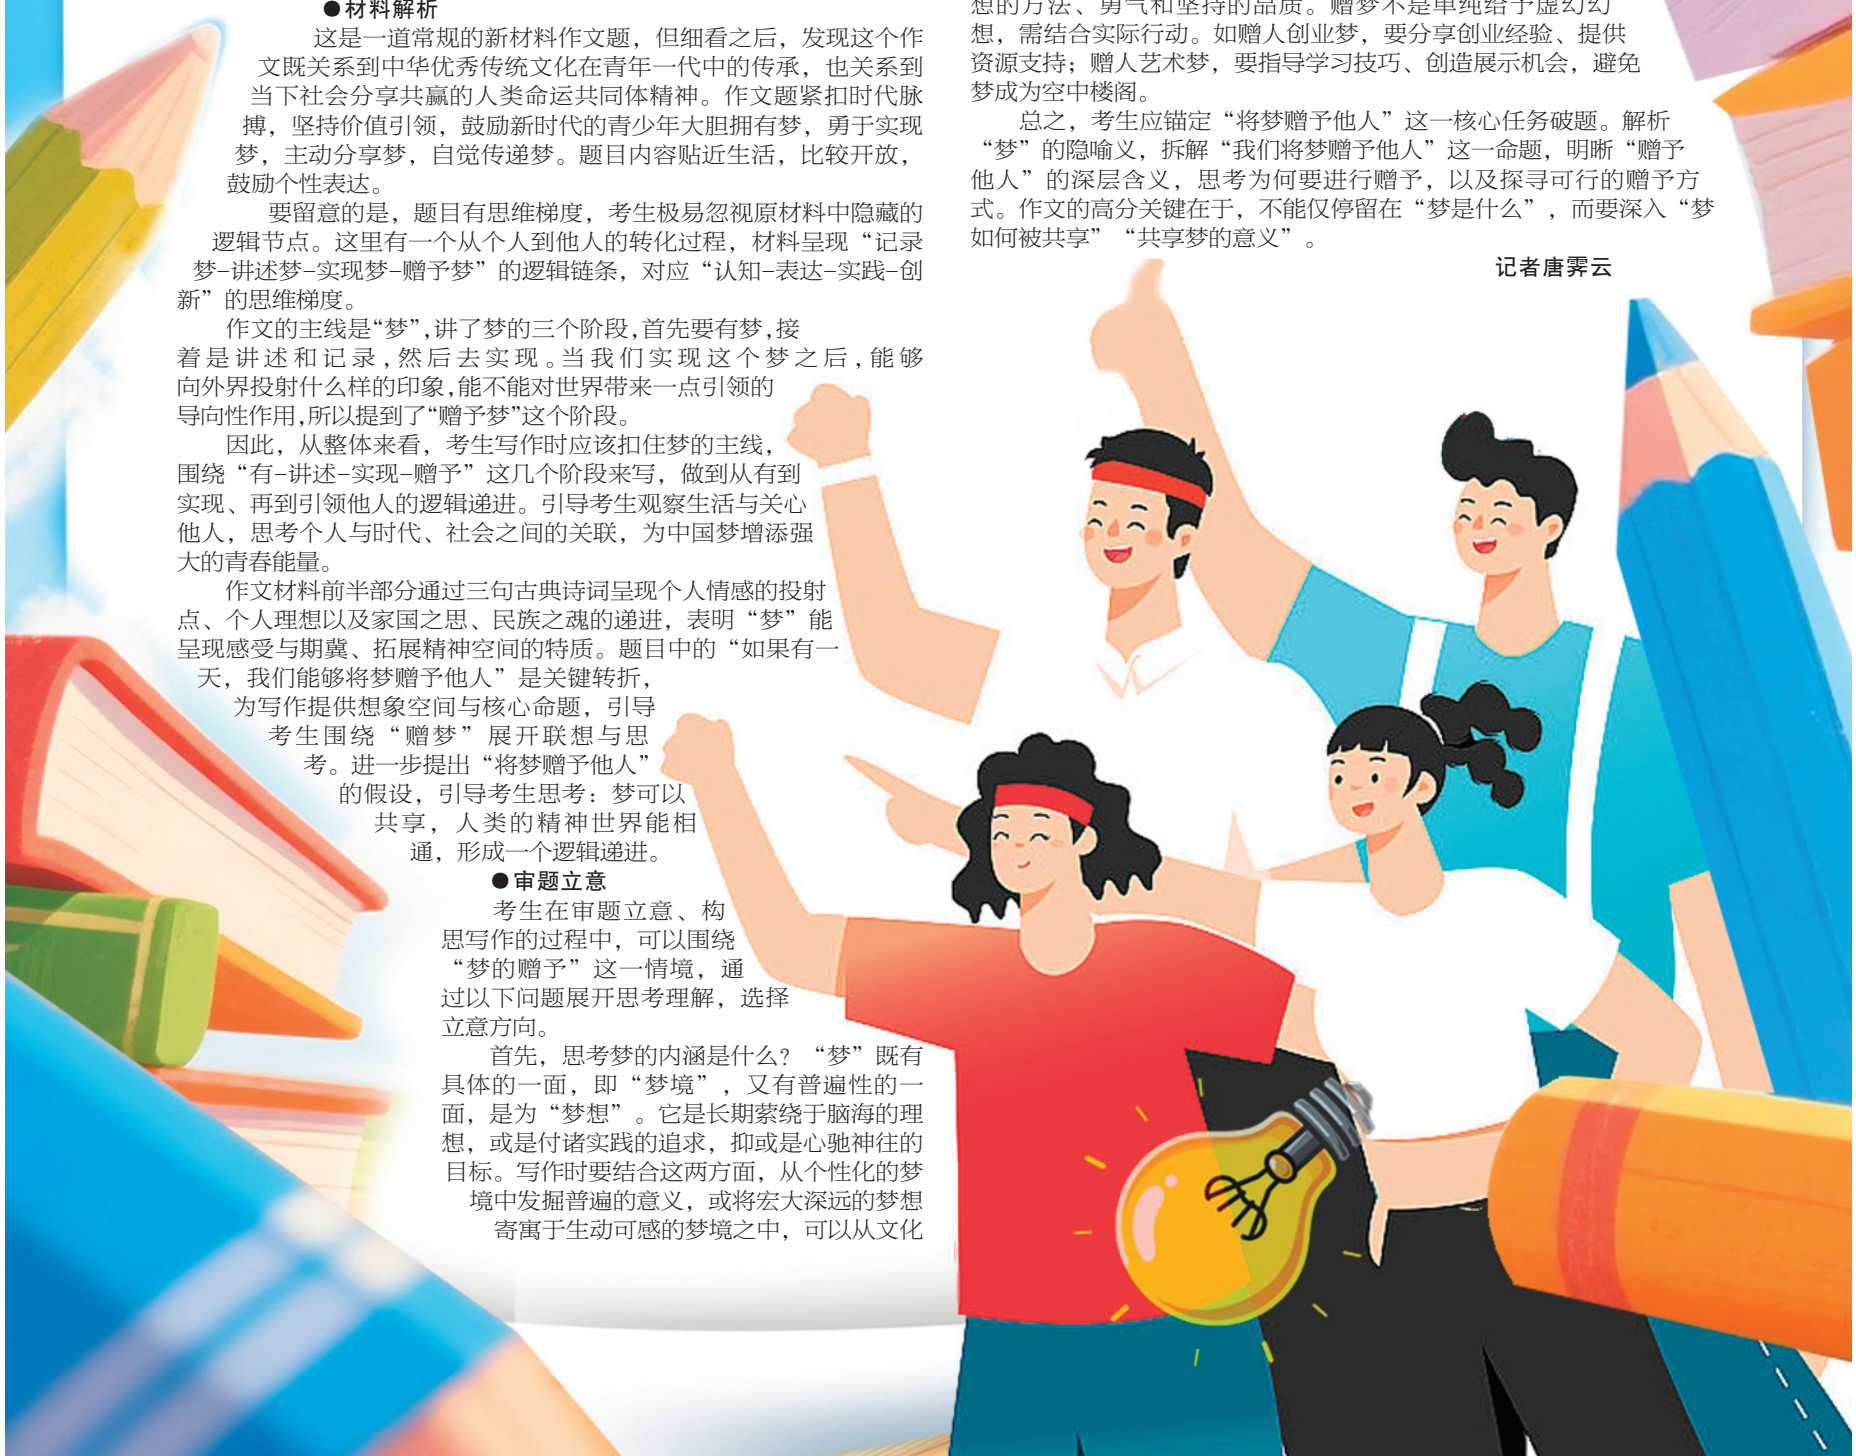 ●材料解析
这是一道常规的新材料作文题，但细看之后，发现这个作
文既关系到中华优秀传统文化在青年一代中的传承，也关系到
当下社会分享共赢的人类命运共同体精神。作文题紧扣时代脉
搏，坚持价值引领，鼓励新时代的青少年大胆拥有梦，勇于实现
梦，主动分享梦，自觉传递梦。题目内容贴近生活，比较开放，
鼓励个性表达。
要留意的是，题目有思维梯度，考生极易忽视原材料中隐藏的
逻辑节点。这里有一个从个人到他人的转化过程，材料呈现“记录
梦–讲述梦–实现梦–赠予梦”的逻辑链条，对应“认知–表达–实践–创
新”的思维梯度。
作文的主线是“梦”,讲了梦的三个阶段,首先要有梦,接
着是讲述和记录,然后去实现。当我们实现这个梦之后,能够
向外界投射什么样的印象,能不能对世界带来一点引领的
导向性作用,所以提到了“赠予梦”这个阶段。
因此，从整体来看，考生写作时应该扣住梦的主线，
围绕“有–讲述–实现–赠予”这几个阶段来写，做到从有到
实现、再到引领他人的逻辑递进。引导考生观察生活与关心
他人，思考个人与时代、社会之间的关联，为中国梦增添强
大的青春能量。
作文材料前半部分通过三句古典诗词呈现个人情感的投射
点、个人理想以及家国之思、民族之魂的递进，表明“梦”能
呈现感受与期冀、拓展精神空间的特质。题目中的“如果有一
天，我们能够将梦赠予他人”是关键转折，
为写作提供想象空间与核心命题，引导
考生围绕“赠梦”展开联想与思
考。进一步提出“将梦赠予他人”
的假设，引导考生思考：梦可以
共享，人类的精神世界能相
通，形成一个逻辑递进。
●审题立意
考生在审题立意、构
思写作的过程中，可以围绕
“梦的赠予”这一情境，通
过以下问题展开思考理解，选择
立意方向。
首先，思考梦的内涵是什么？“梦”既有
具体的一面，即“梦境”，又有普遍性的一
面，是为“梦想”。它是长期萦绕于脑海的理
想，或是付诸实践的追求，抑或是心驰神往的
目标。写作时要结合这两方面，从个性化的梦
境中发掘普遍的意义，或将宏大深远的梦想
寄寓于生动可感的梦境之中，可以从文化
想的方法、勇气和坚持的品质。赠梦不是单纯给予虚幻幻
想，需结合实际行动。如赠人创业梦，要分享创业经验、提供
资源支持；赠人艺术梦，要指导学习技巧、创造展示机会，避免
梦成为空中楼阁。
总之，考生应锚定“将梦赠予他人”这一核心任务破题。解析
“梦”的隐喻义，拆解“我们将梦赠予他人”这一命题，明晰“赠予
他人”的深层含义，思考为何要进行赠予，以及探寻可行的赠予方
式。作文的高分关键在于，不能仅停留在“梦是什么”，而要深入“梦
如何被共享”“共享梦的意义”。
记者唐霁云